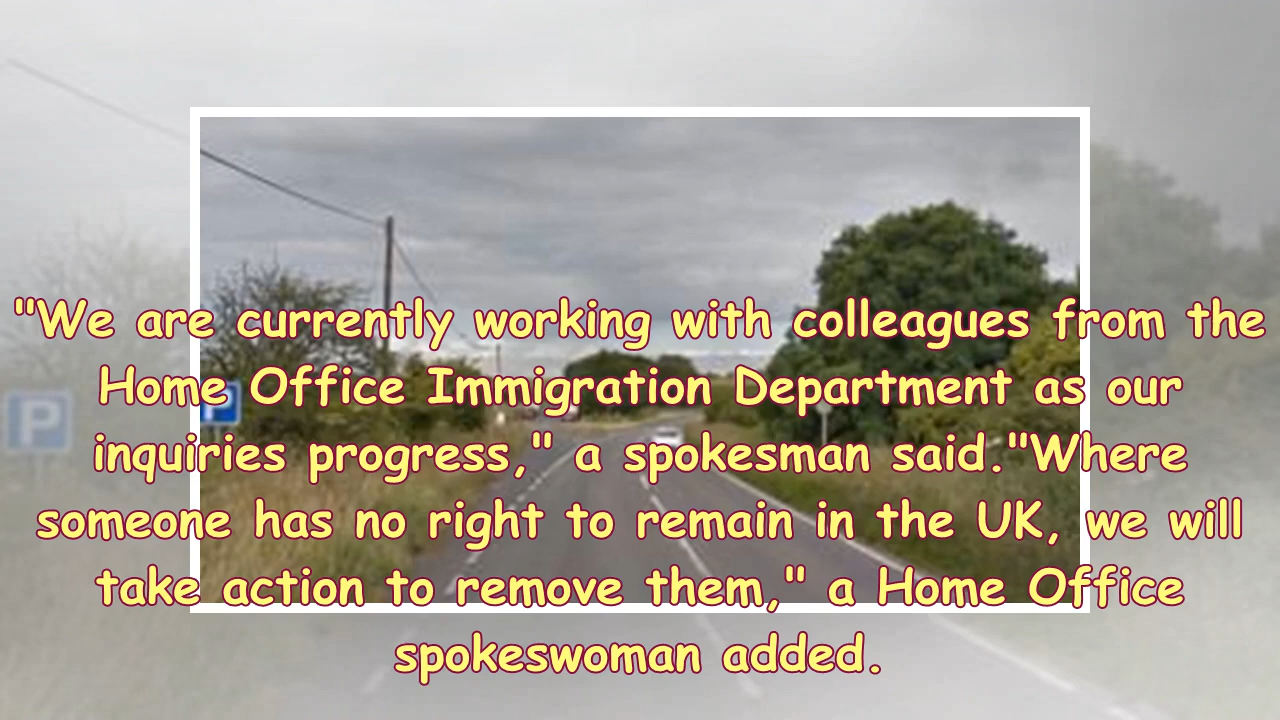 "We are currently working with colleagues from the
Home Office Immigration Department as our
inquiries progress," a spokesman said."Where
someone has no right to remain in the UK, we will
take action to remove them," a Home Office
spokeswoman added.
P
P